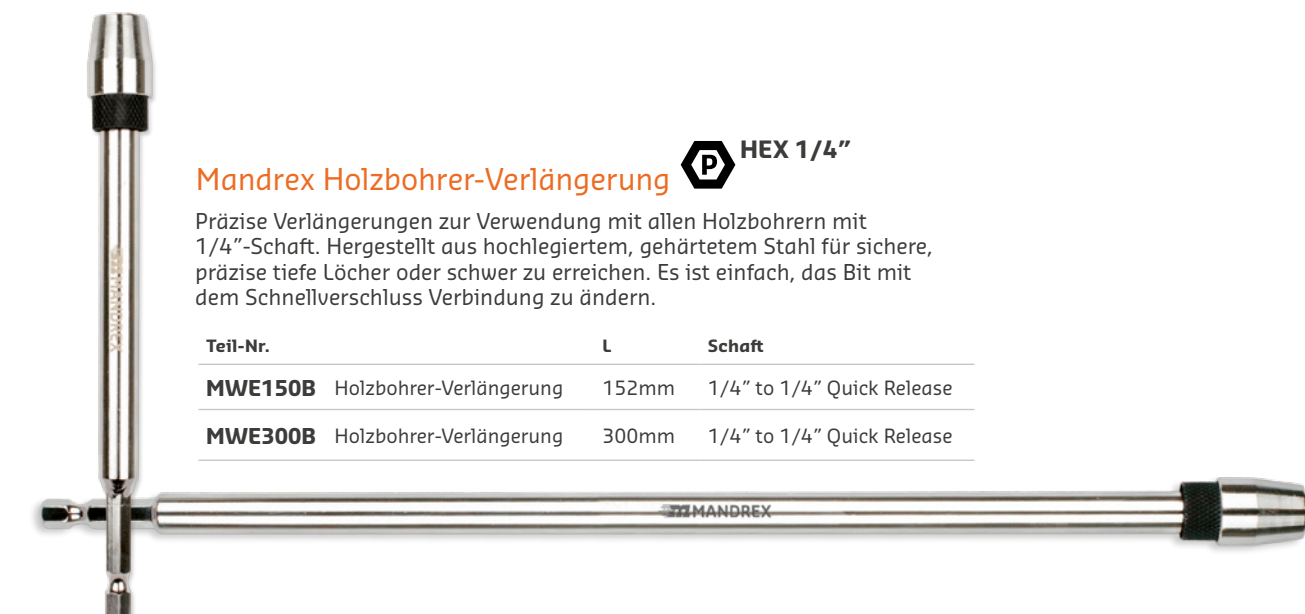 HEX 1/4”
P
Mandrex Holzbohrer-Verlängerung
Präzise Verlängerungen zur Verwendung mit allen Holzbohrern mit
1/4”-Schaft. Hergestellt aus hochlegiertem, gehärtetem Stahl für sichere,
präzise tiefe Löcher oder schwer zu erreichen. Es ist einfach, das Bit mit
dem Schnellverschluss Verbindung zu ändern.
Teil-Nr. L Schaft
MWE150B Holzbohrer-Verlängerung 152mm 1/4” to 1/4” Quick Release
MWE300B Holzbohrer-Verlängerung 300mm 1/4” to 1/4” Quick Release
MANDREX
m MANDREX